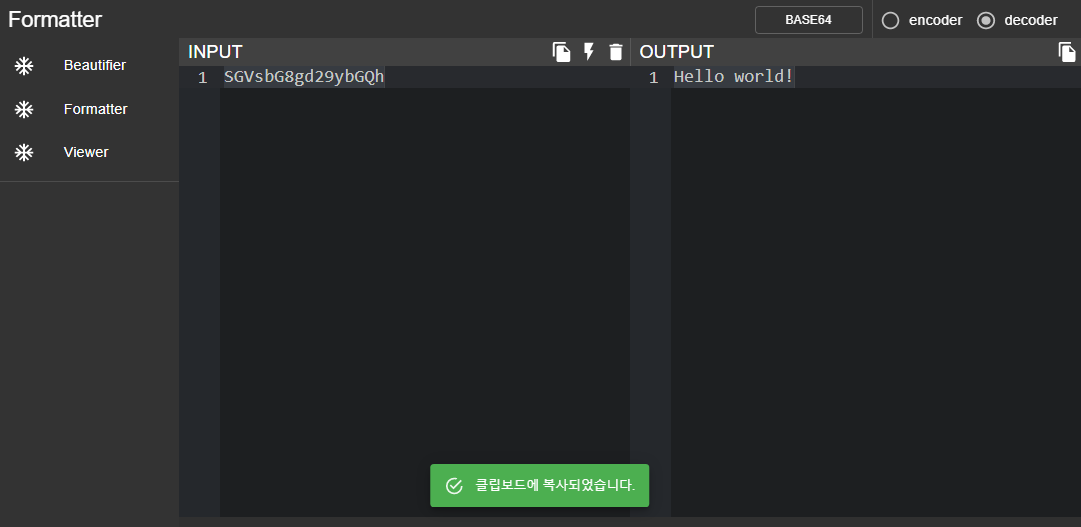 Formatter
BASE64
encoder
decoder
Beautifier
Formatter
Viewer
INPUT
1 SGVsbG8gd29ybGQh
OUTPUT
1 Hello world!
클립보드에 복사되었습니다.